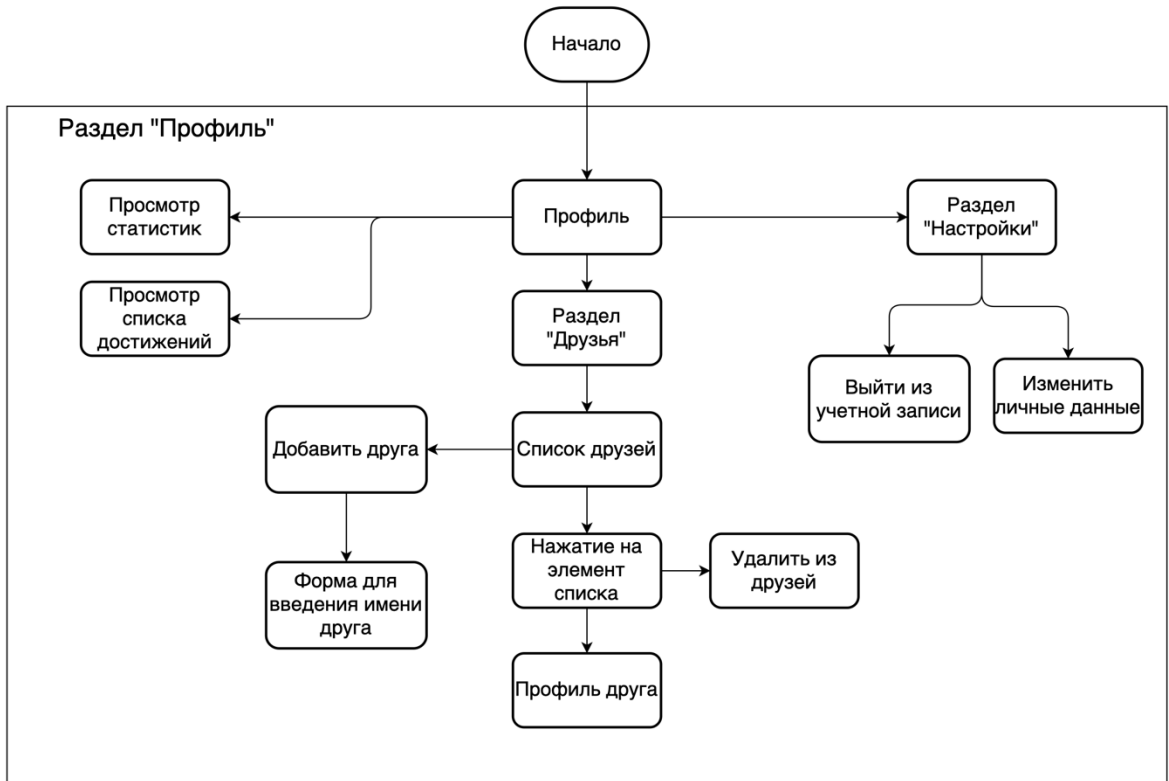 Начало
Раздел "Профиль"
Просмотр
статистик
Профиль
Раздел
"Настройки"
Просмотр
списка
достижений
Раздел
"Друзья"
Выйти из
учетной записи
Изменить
личные данные
Добавить друга
Список друзей
Нажатие на
элемент
списка
Удалить из
друзей
Форма для
введения имени
друга
Профиль друга